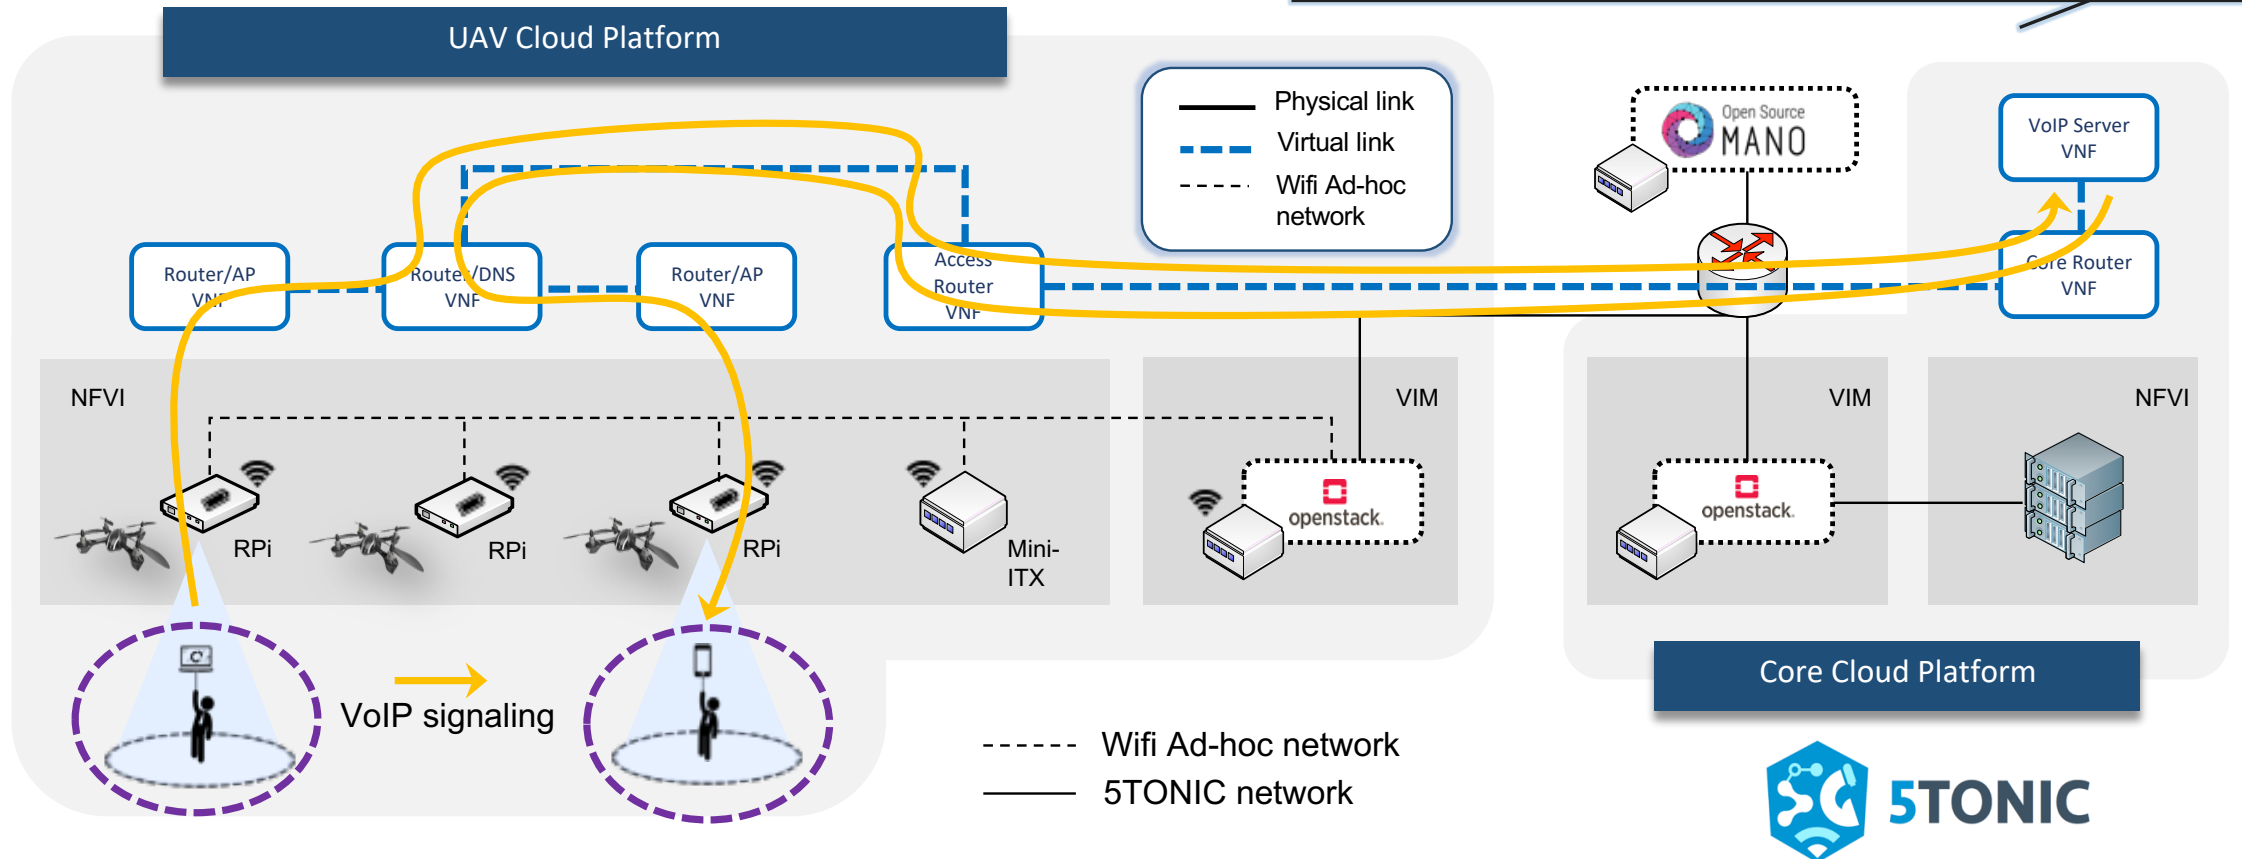 UAV Cloud Platform
Physical link
Virtual link
Wifi Ad-hoc
network
Open Source
MANO
VoIP Server
VNF
Router/AP
VNF
Router/DNS
VNF
Router/AP
VNF
Access
Router
VNF
Core Router
VNF
NFVI
VIM
VIM
NFVI
RPi
RPi
RPi
Mini-
ITX
openstack.
openstack.
VoIP signaling
Core Cloud Platform
Wifi Ad-hoc network
5TONIC network
5TONIC